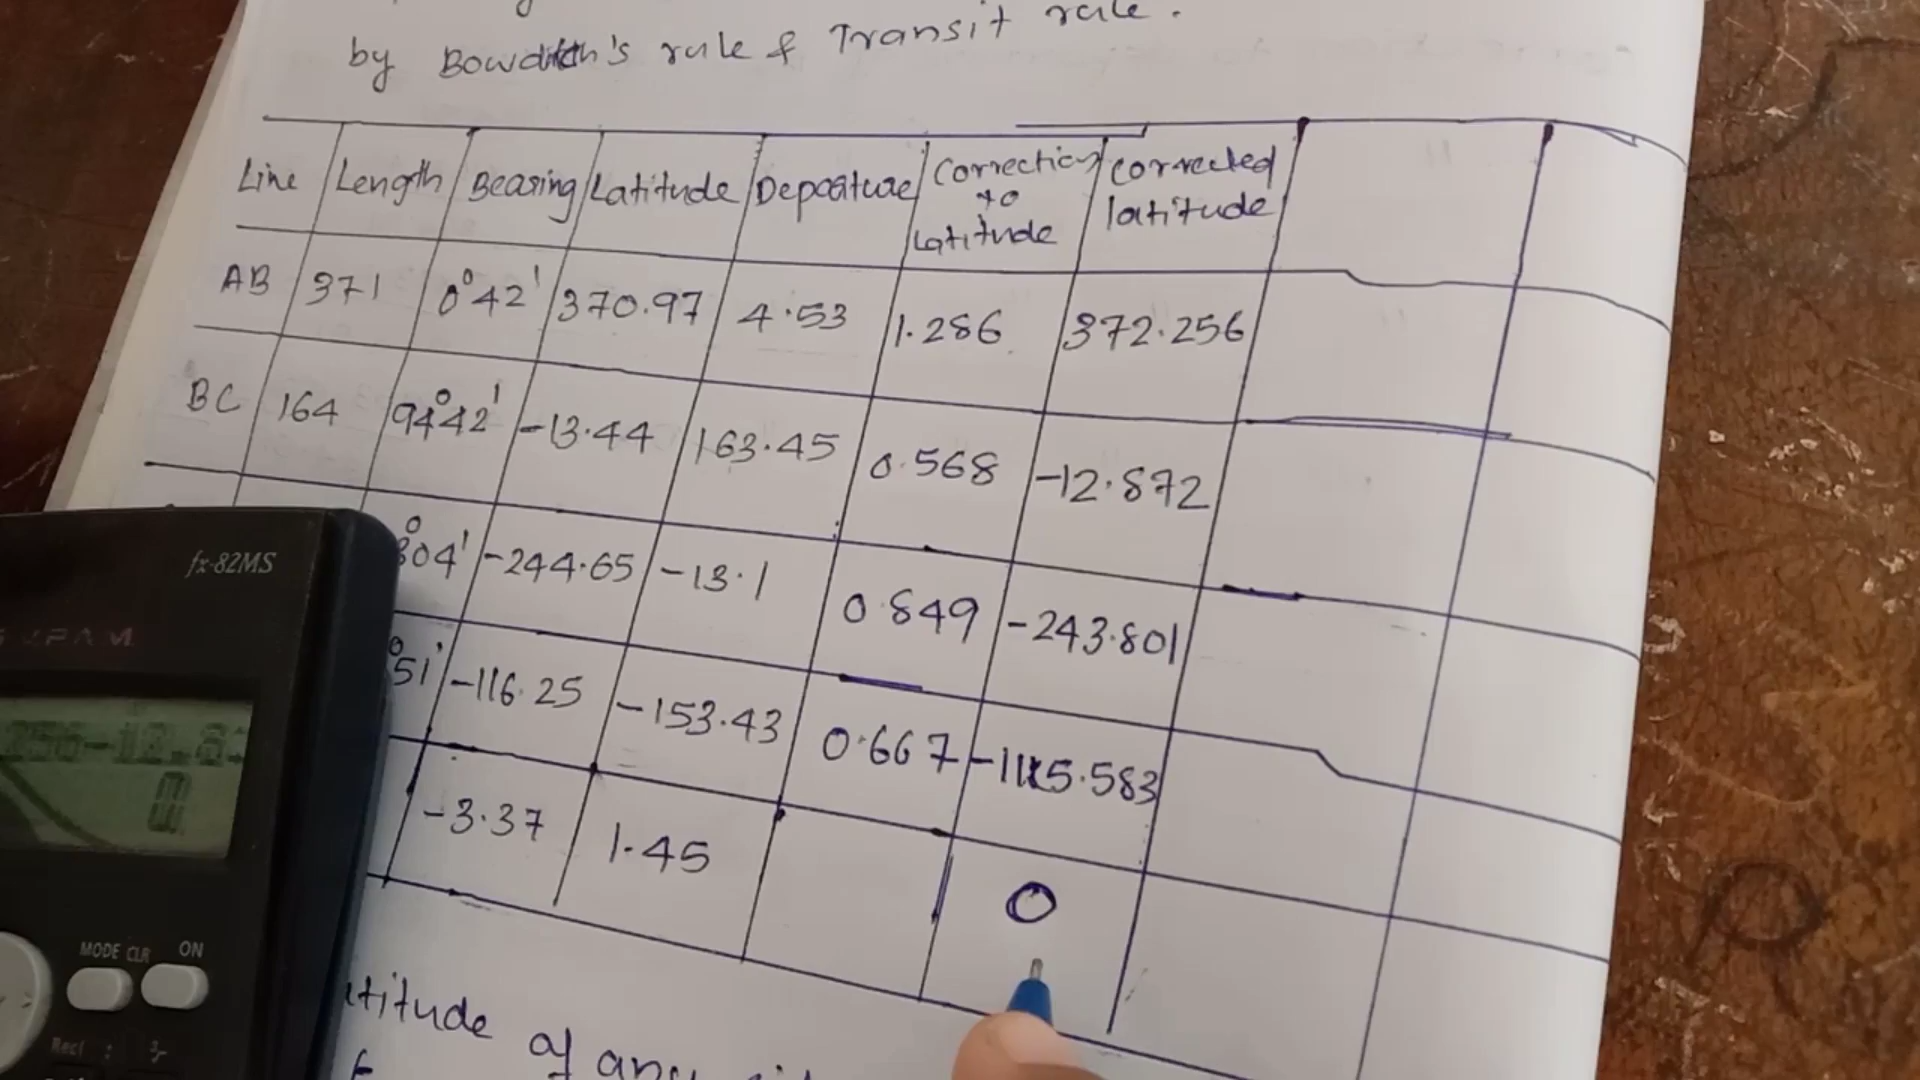 by Bowditch's rule & Transit rule.
Line Length Bearing Latitude Departure Correction to Latitude corrected latitude
AB 371 0°42' 370.97 4.53 1.286 372.256
BC 164 94°42' -13.44 163.45 0.568 -12.872
04' -244.65 -13.1 0.849 -243.801
51' -116.25 -153.43 0.667 -115.583
-3.37 1.45 0
atitude of any
fx-82MS
MODE CLR ON
0